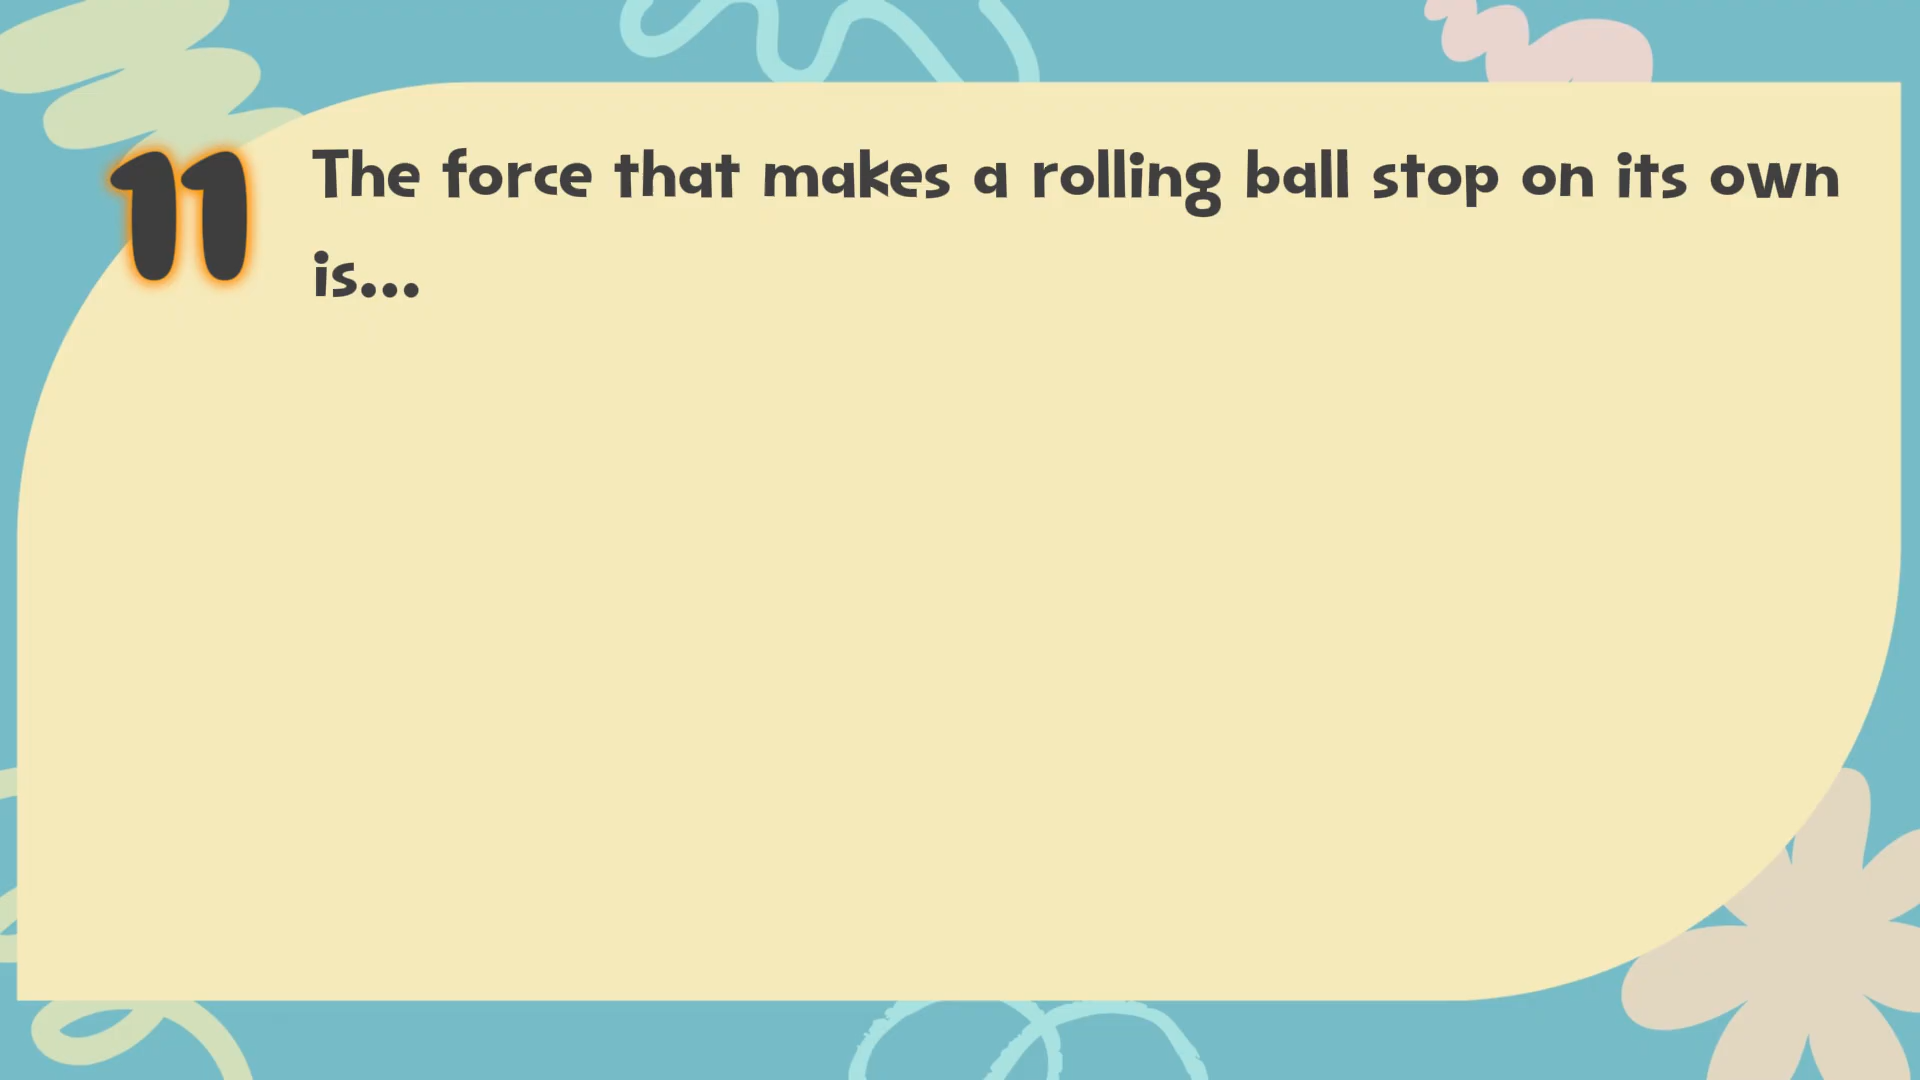 11
The force that makes a rolling ball stop on its own
is...